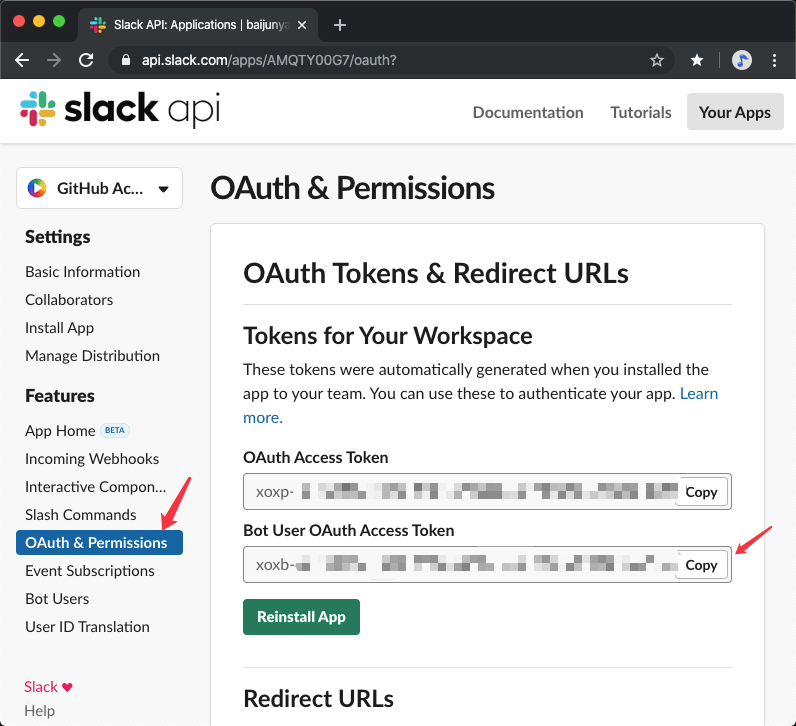 Slack API: Applications | baijunya
api.slack.com/apps/AMQTY00G7/oauth?
slack api
Documentation
Tutorials
Your Apps
GitHub Ac...
OAuth & Permissions
Settings
Basic Information
Collaborators
Install App
Manage Distribution
Features
App Home BETA
Incoming Webhooks
Interactive Compon...
Slash Commands
OAuth & Permissions
Event Subscriptions
Bot Users
User ID Translation
Slack
Help
OAuth Tokens & Redirect URLs
Tokens for Your Workspace
These tokens were automatically generated when you installed the
app to your team. You can use these to authenticate your app. Learn
more.
OAuth Access Token
xoxp-
Copy
Bot User OAuth Access Token
xoxb-
Copy
Reinstall App
Redirect URLs